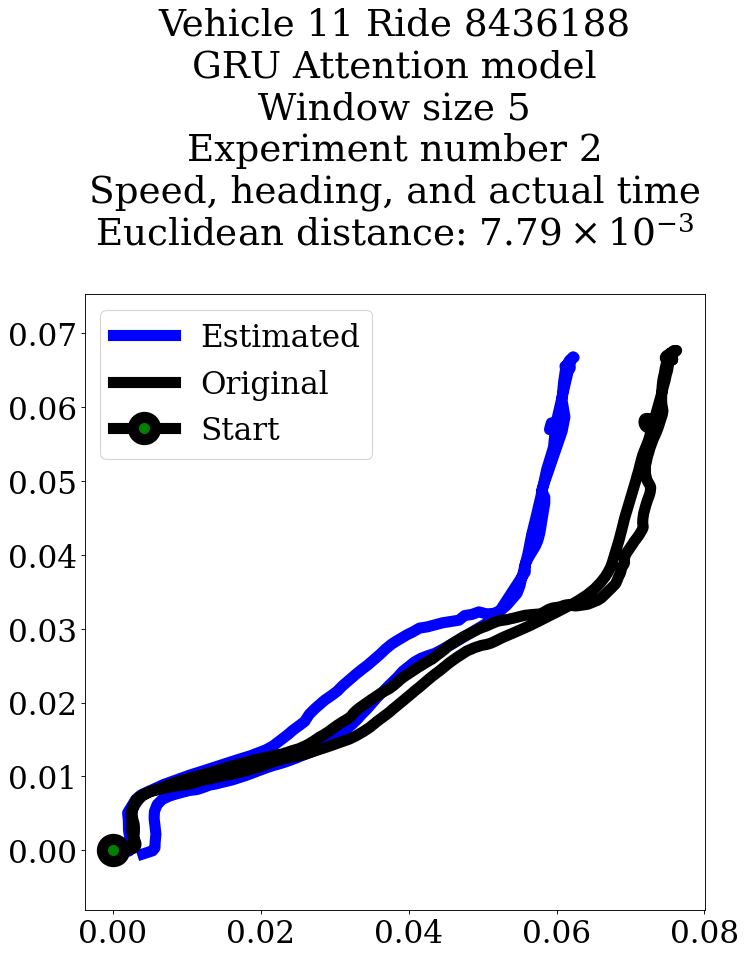 Vehicle 11 Ride 8436188
GRU Attention model
Window size 5
Experiment number 2
Speed, heading, and actual time
Euclidean distance: 7.79 × 10⁻³
Estimated
Original
Start
0.07
0.06
0.05
0.04
0.03
0.02
0.01
0.00
0.00 0.02 0.04 0.06 0.08